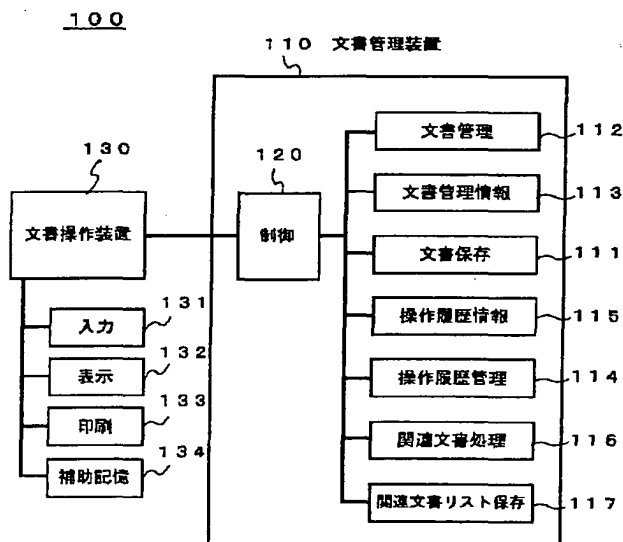 １００
１１０ 文書管理装置
１３０
１２０
文書操作装置
制御
文書管理 １１２
文書管理情報 １１３
文書保存 １１１
操作履歴情報 １１５
操作履歴管理 １１４
関連文書処理 １１６
関連文書リスト保存 １１７
入力 １３１
表示 １３２
印刷 １３３
補助記憶 １３４